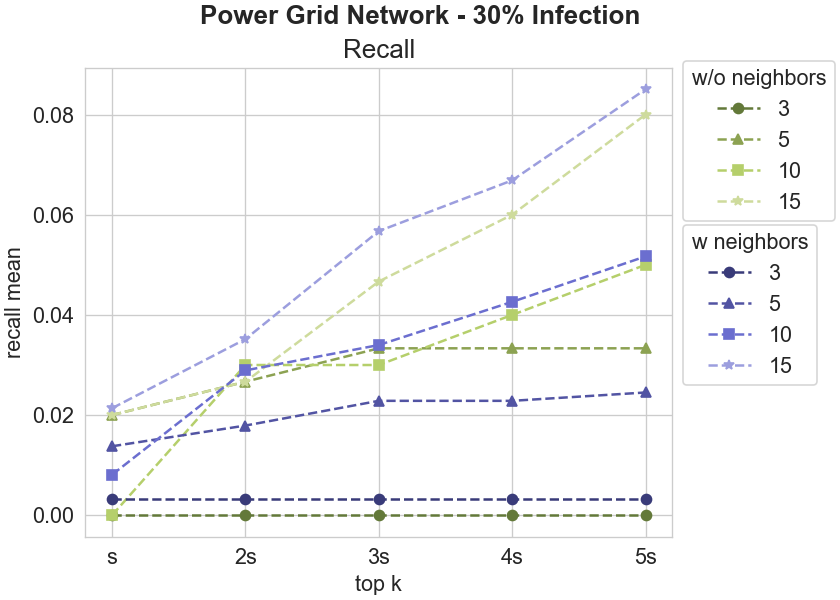 Power Grid Network - 30% Infection
Recall
recall mean
0.08
0.06
0.04
0.02
0.00
s 2s 3s 4s 5s
top k
w/o neighbors
3
5
10
15
w neighbors
3
5
10
15